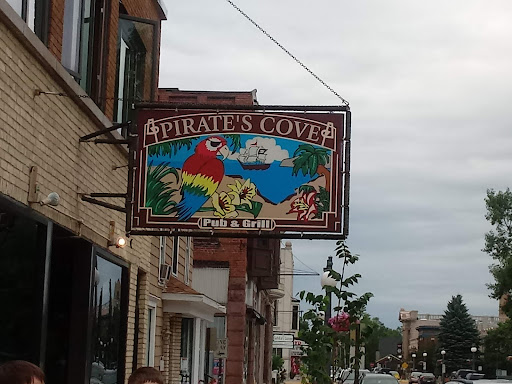 PIRATE'S COVE
Pub & Grill